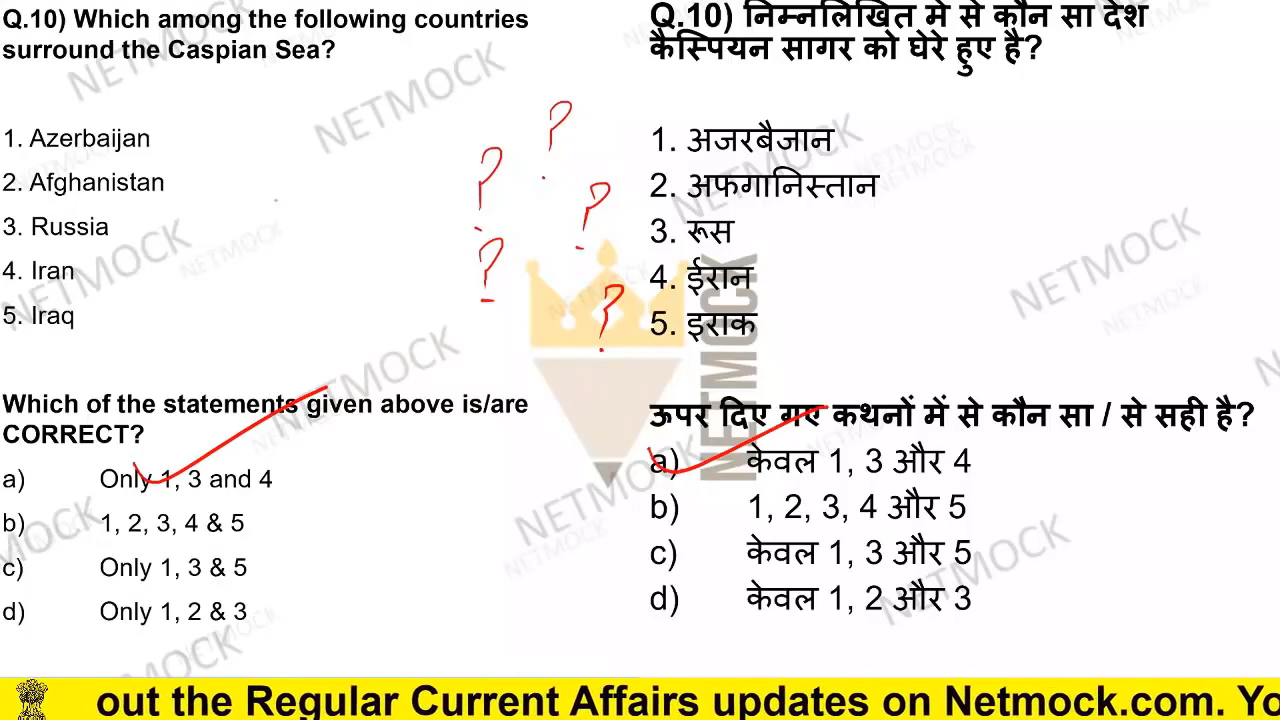 Q.10) Which among the following countries
surround the Caspian Sea?
1. Azerbaijan
2. Afghanistan
3. Russia
4. Iran
5. Iraq
Which of the statements given above is/are
CORRECT?
a) Only 1, 3 and 4
b) 1, 2, 3, 4 & 5
c) Only 1, 3 & 5
d) Only 1, 2 & 3
Q.10) निम्नलिखित मे से कौन सा देश
कैस्पियन सागर को घेरे हुए है?
1. अजरबैजान
2. अफगानिस्तान
3. रूस
4. ईरान
5. इराक
ऊपर दिए गए कथनों में से कौन सा / से सही है?
a) केवल 1, 3 और 4
b) 1, 2, 3, 4 और 5
c) केवल 1, 3 और 5
d) केवल 1, 2 और 3
? ? ? ? ?
NETMOCK
out the Regular Current Affairs updates on Netmock.com. Yo